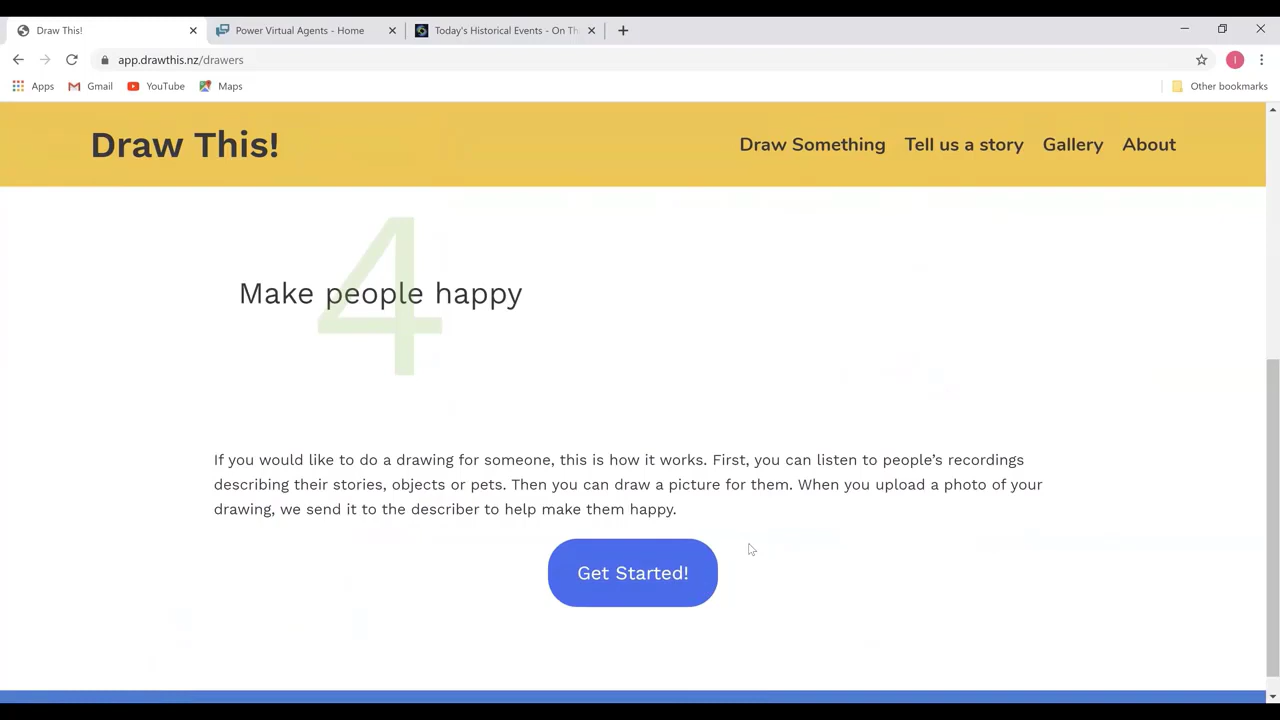 Draw This!
Power Virtual Agents - Home
Today's Historical Events - On Th
app.drawthis.nz/drawers
I
Apps
Gmail
YouTube
Maps
Other bookmarks
Draw This!
Draw Something
Tell us a story
Gallery
About
4
Make people happy
If you would like to do a drawing for someone, this is how it works. First, you can listen to people’s recordings
describing their stories, objects or pets. Then you can draw a picture for them. When you upload a photo of your
drawing, we send it to the describer to help make them happy.
Get Started!